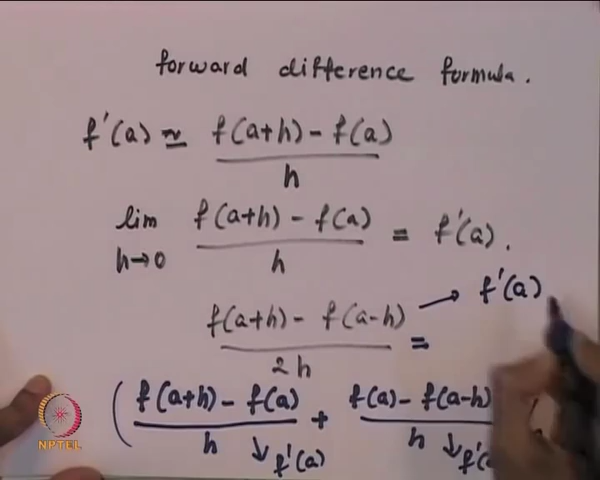 forward difference formula.
f'(a) ≃ f(a+h) - f(a) / h
lim h→0 f(a+h) - f(a) / h = f'(a).
f(a+h) - f(a-h) / 2h = → f'(a)
( f(a+h) - f(a) / h + f(a) - f(a-h) / h
↓ f'(a) ↓ f'(
NPTEL